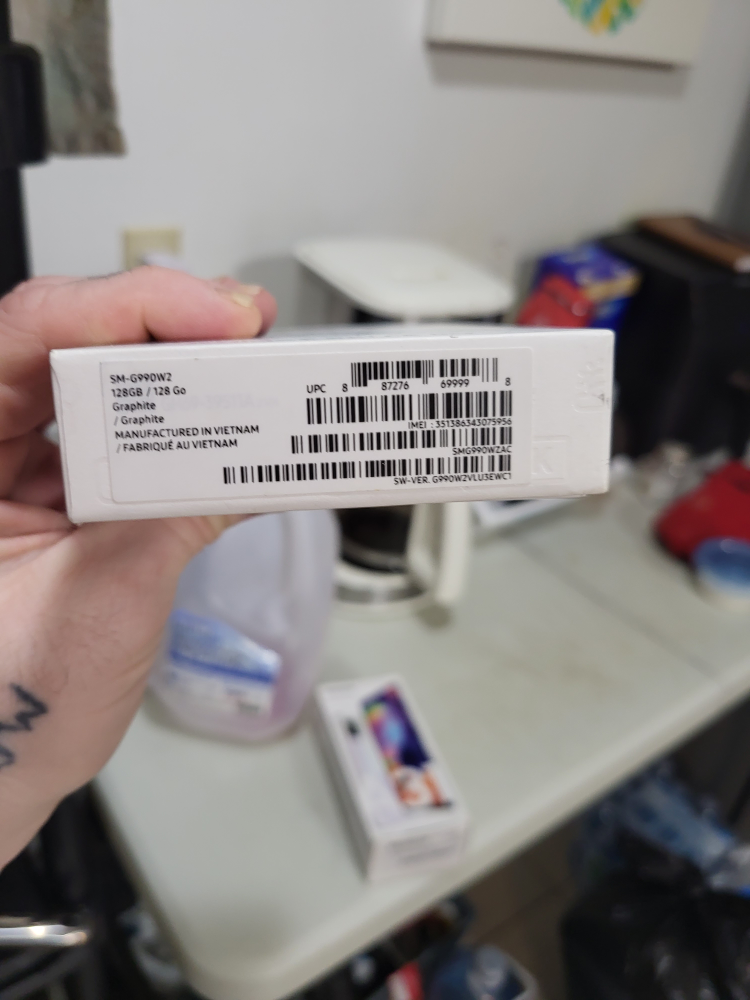 SM-G990W2
128GB / 128 Go
Graphite
/ Graphite
MANUFACTURED IN VIETNAM
/ FABRIQUÉ AU VIETNAM
UPC 8 87276 69999 8
IMEI : 351386343075956
SMG990WZAC
SW-VER. G990W2VLU3EWC1